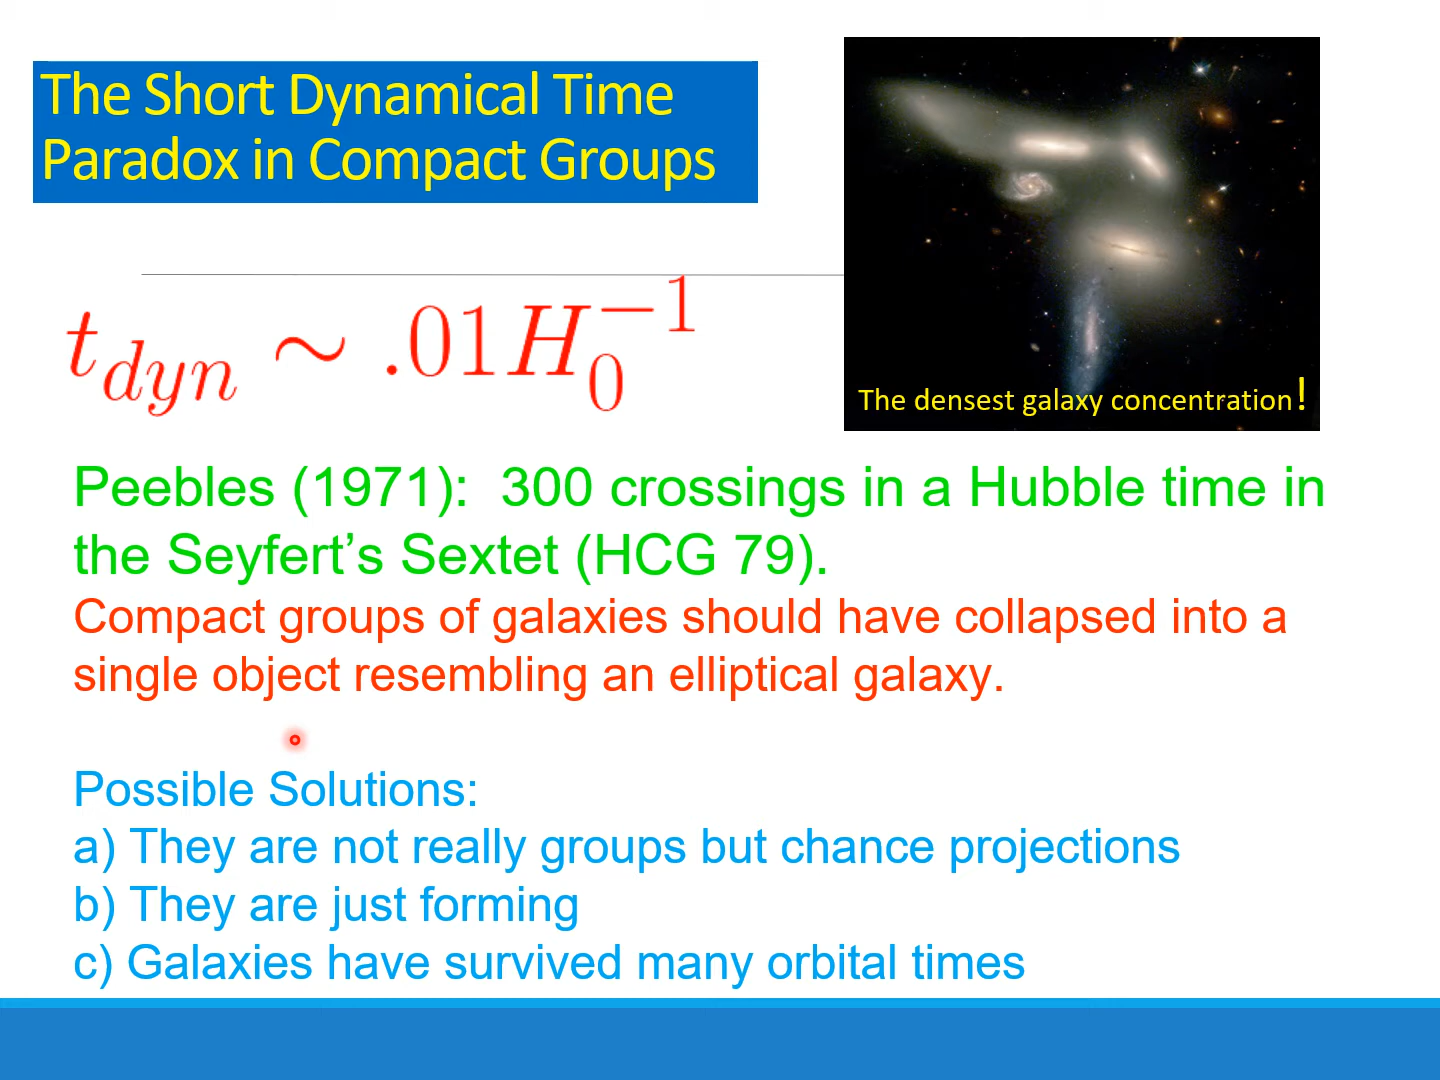 The Short Dynamical Time
Paradox in Compact Groups
t_{dyn} ∼ .01H_0^{-1}
The densest galaxy concentration!
Peebles (1971):  300 crossings in a Hubble time in
the Seyfert’s Sextet (HCG 79).
Compact groups of galaxies should have collapsed into a
single object resembling an elliptical galaxy.
Possible Solutions:
a) They are not really groups but chance projections
b) They are just forming
c) Galaxies have survived many orbital times